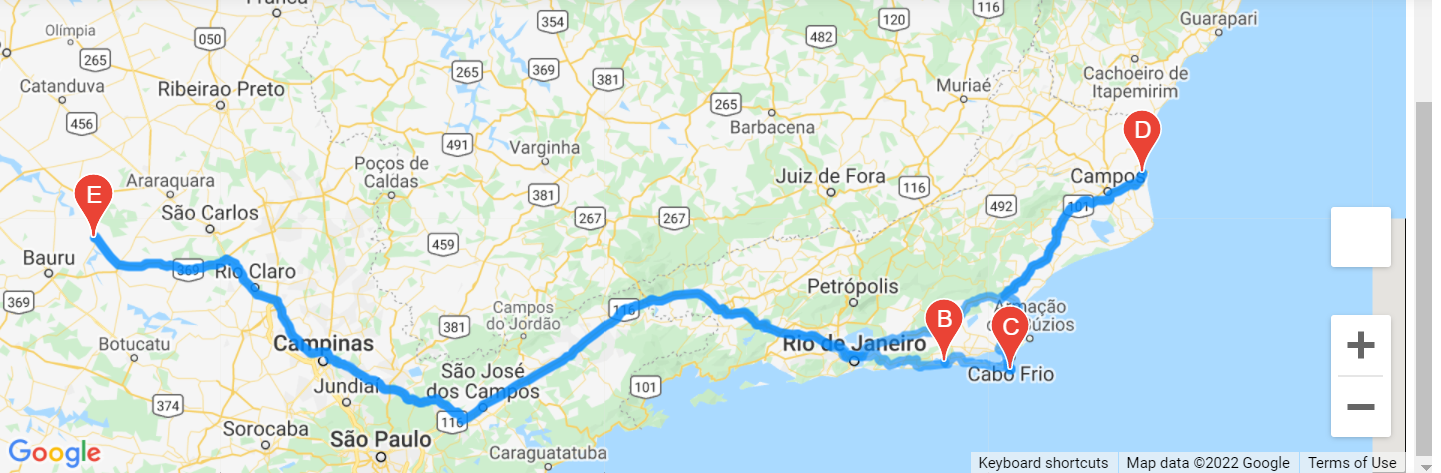 Franca
Guarapari
116
120
354
Olímpia
050
482
265
Cachoeiro de
Itapemirim
265
369
381
Catanduva
Ribeirao Preto
Muriaé
265
Barbacena
456
D
491
Varginha
Poços de
Caldas
Juiz de Fora
Campos
Araraquara
E
381
116
492
101
São Carlos
267
267
459
Bauru
369
Rio Claro
Petrópolis
369
116
Campos
do Jordão
Armação
dos Búzios
B
C
381
Botucatu
Campinas
Rio de Janeiro
São José
dos Campos
Cabo Frio
Jundiaí
101
374
116
Sorocaba
São Paulo
Caraguatatuba
Google
Keyboard shortcuts
Map data ©2022 Google
Terms of Use